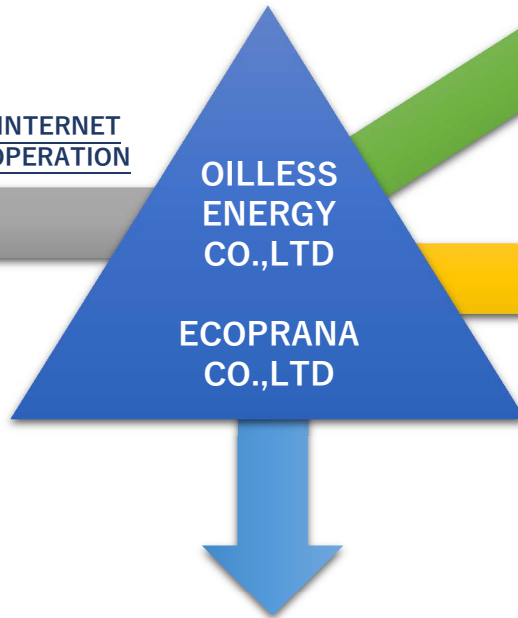 INTERNET
OPERATION
OILLESS
ENERGY
CO.,LTD
ECOPRANA
CO.,LTD